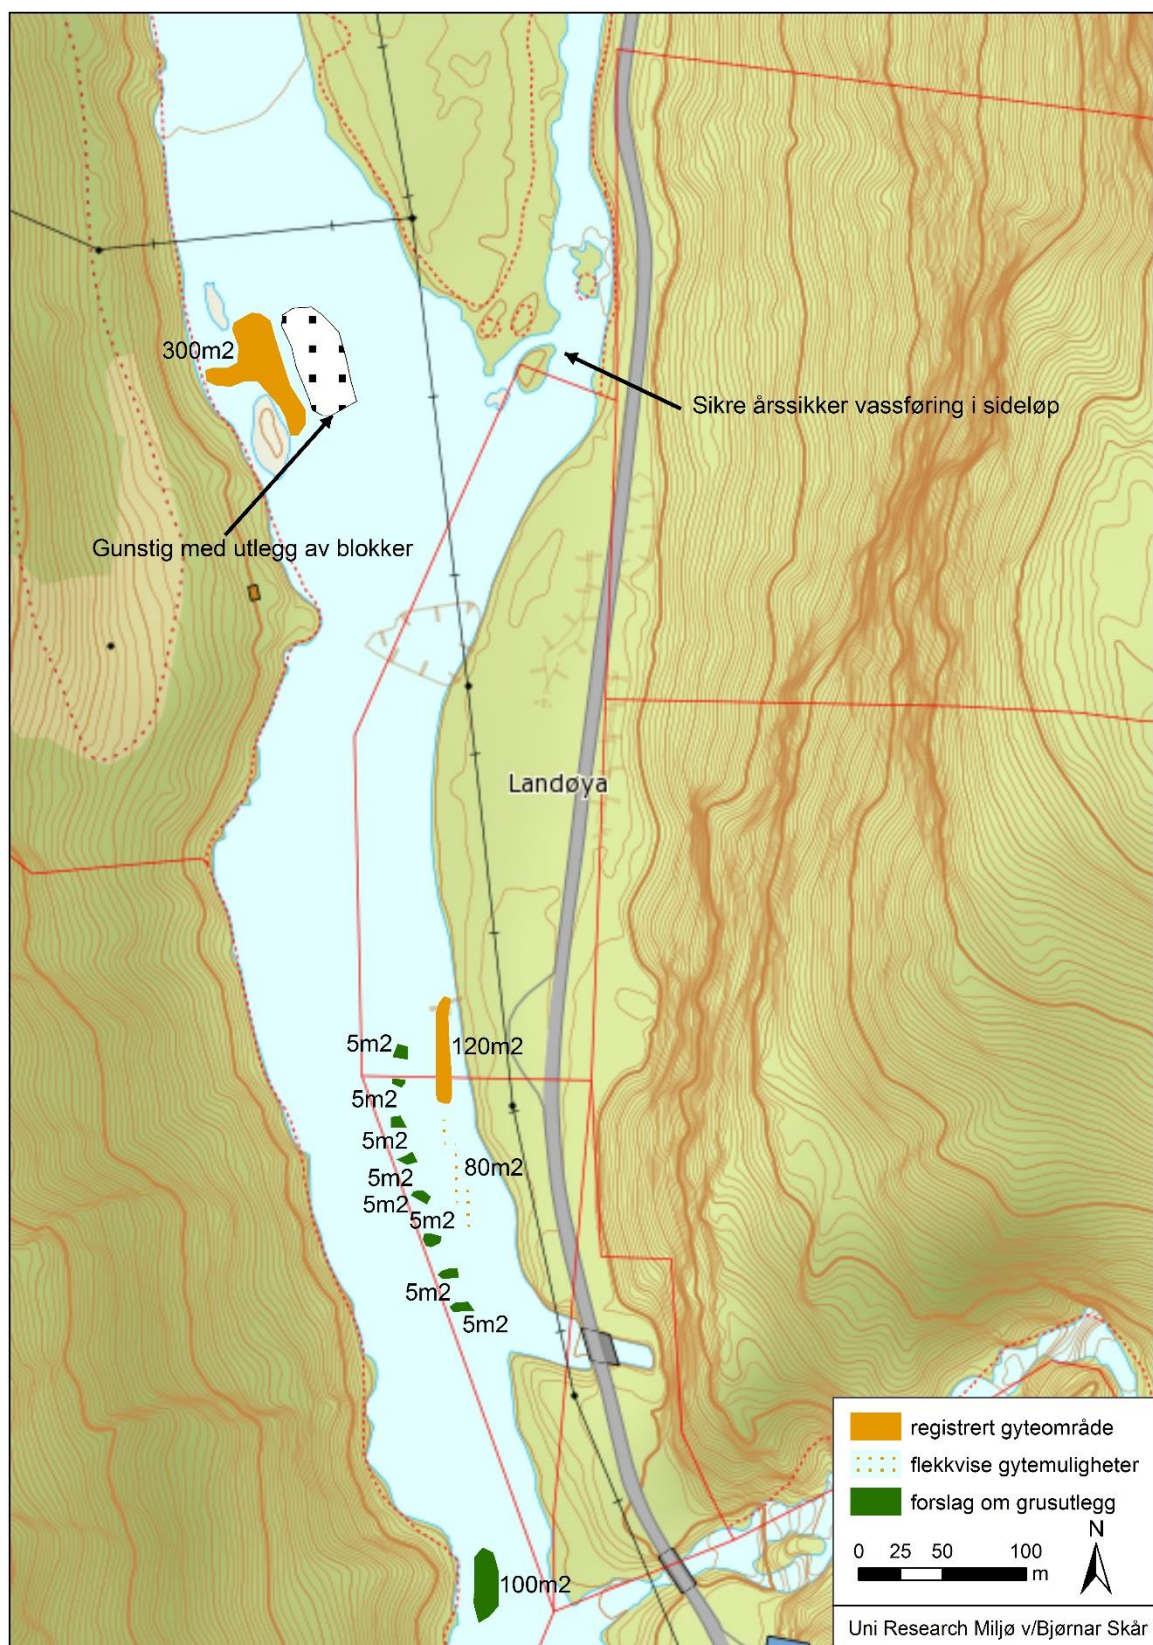 300m2
Sikre årssikker vassføring i sideløp
Gunstig med utlegg av blokker
Landøya
5m2
120m2
5m2
5m2
5m2
80m2
5m2
5m2
5m2
5m2
100m2
registrert gyteområde
flekkvise gytemuligheter
forslag om grusutlegg
N
0 25 50 100
m
Uni Research Miljø v/Bjørnar Skår